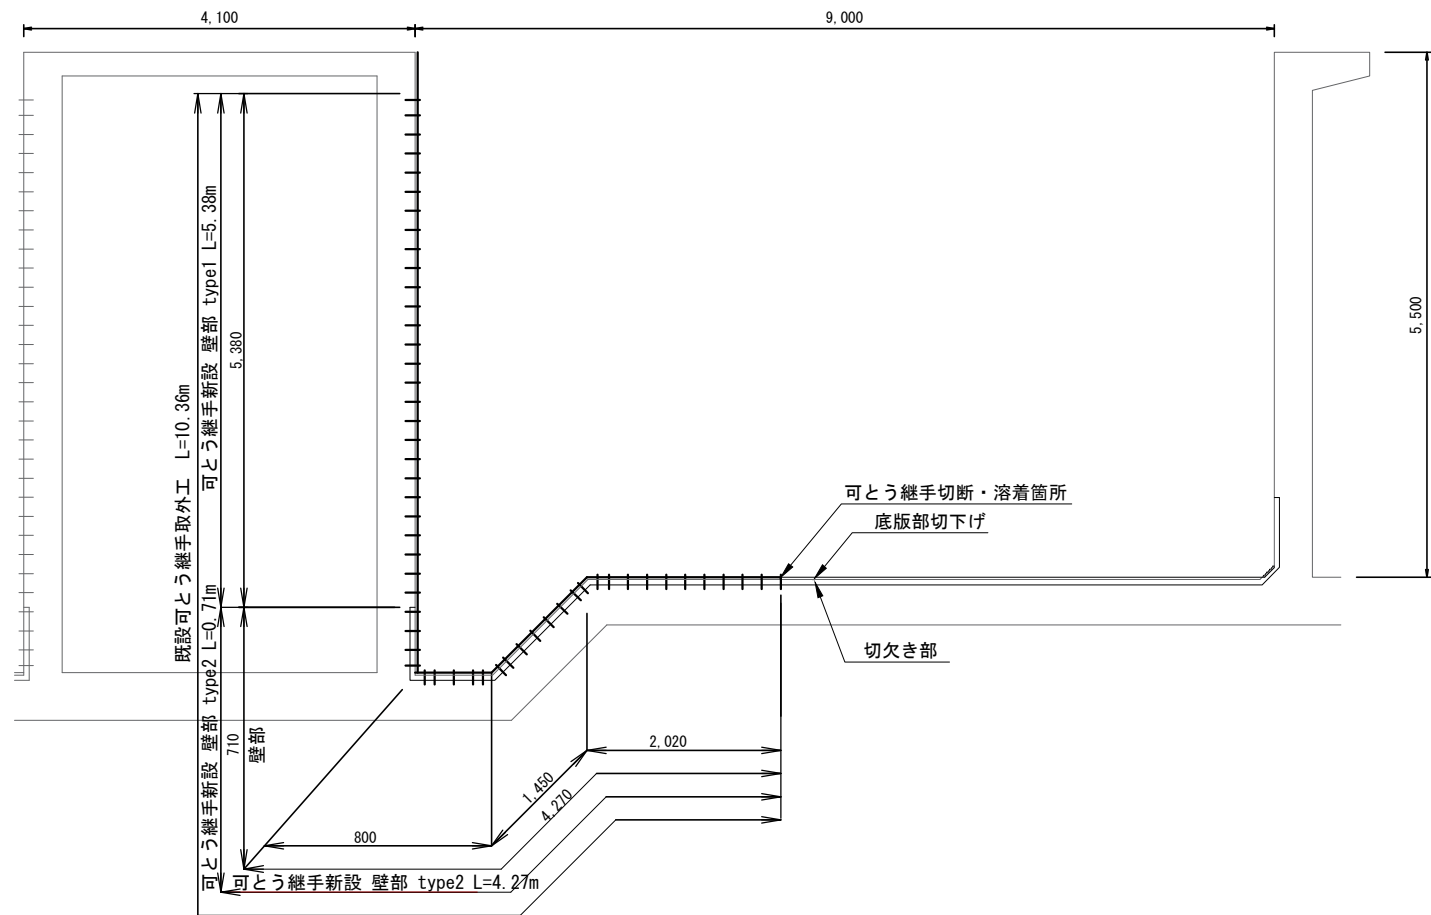 4,100
9,000
5,500
既設可とう継手取外工 L=10.36m
可とう継手新設 壁部 type1 L=5.38m
5,380
可とう継手切断・溶着箇所
底版部切下げ
切欠き部
可とう継手新設 壁部 type2 L=0.71m
710
壁部
2,020
1,450
4,270
800
可とう継手新設 壁部 type2 L=4.27m